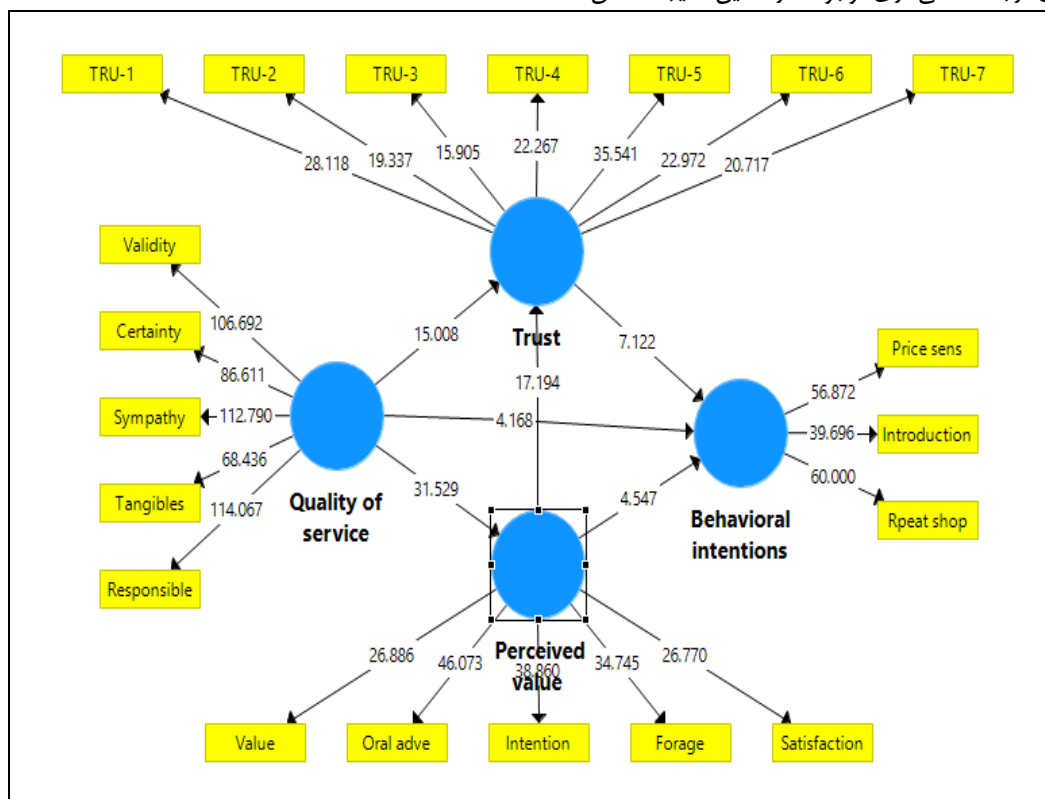 TRU-1 TRU-2 TRU-3 TRU-4 TRU-5 TRU-6 TRU-7
28.118 19.337 15.905 22.267 35.541 22.972 20.717
Validity
106.692
Certainty
86.611
Sympathy
112.790
Tangibles
68.436
Responsible
114.067
Quality of
service
15.008
Trust
7.122
17.194
4.168
31.529
4.547
Behavioral
intentions
Price sens
56.872
Introduction
39.696
Rpeat shop
60.000
Perceived
value
26.886 46.073 38.860 34.745 26.770
Value Oral adve Intention Forage Satisfaction